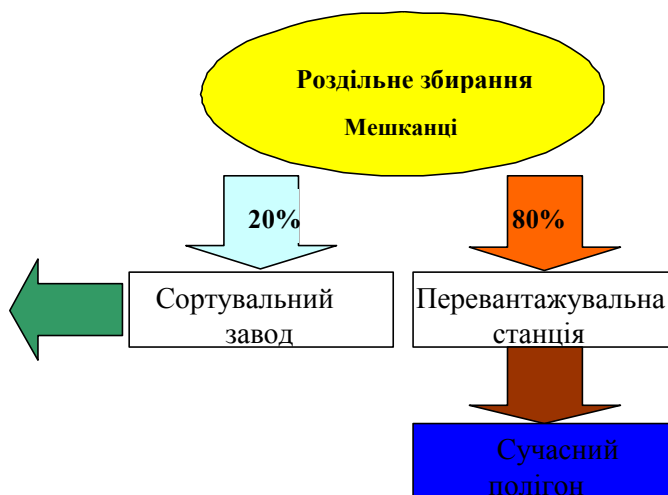 Роздільне збирання
Мешканці
20%
80%
Сортувальний
завод
Перевантажувальна
станція
Сучасний
полігон